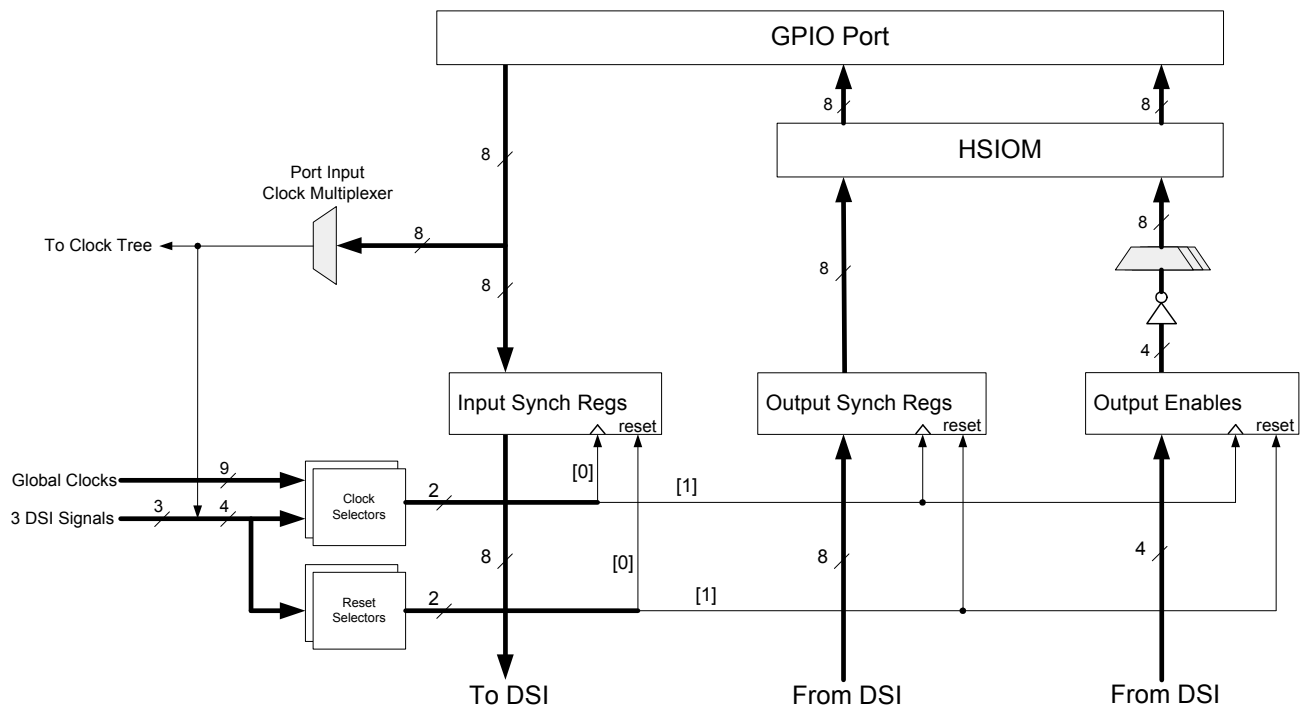 GPIO Port
8
8
HSIOM
8
Port Input
Clock Multiplexer
8
To Clock Tree
8
8
8
4
Input Synch Regs
reset
Output Synch Regs
reset
Output Enables
reset
Global Clocks
9
[0]
Clock
Selectors
2
[1]
3 DSI Signals
3
4
8
[0]
8
4
Reset
Selectors
2
[1]
To DSI
From DSI
From DSI